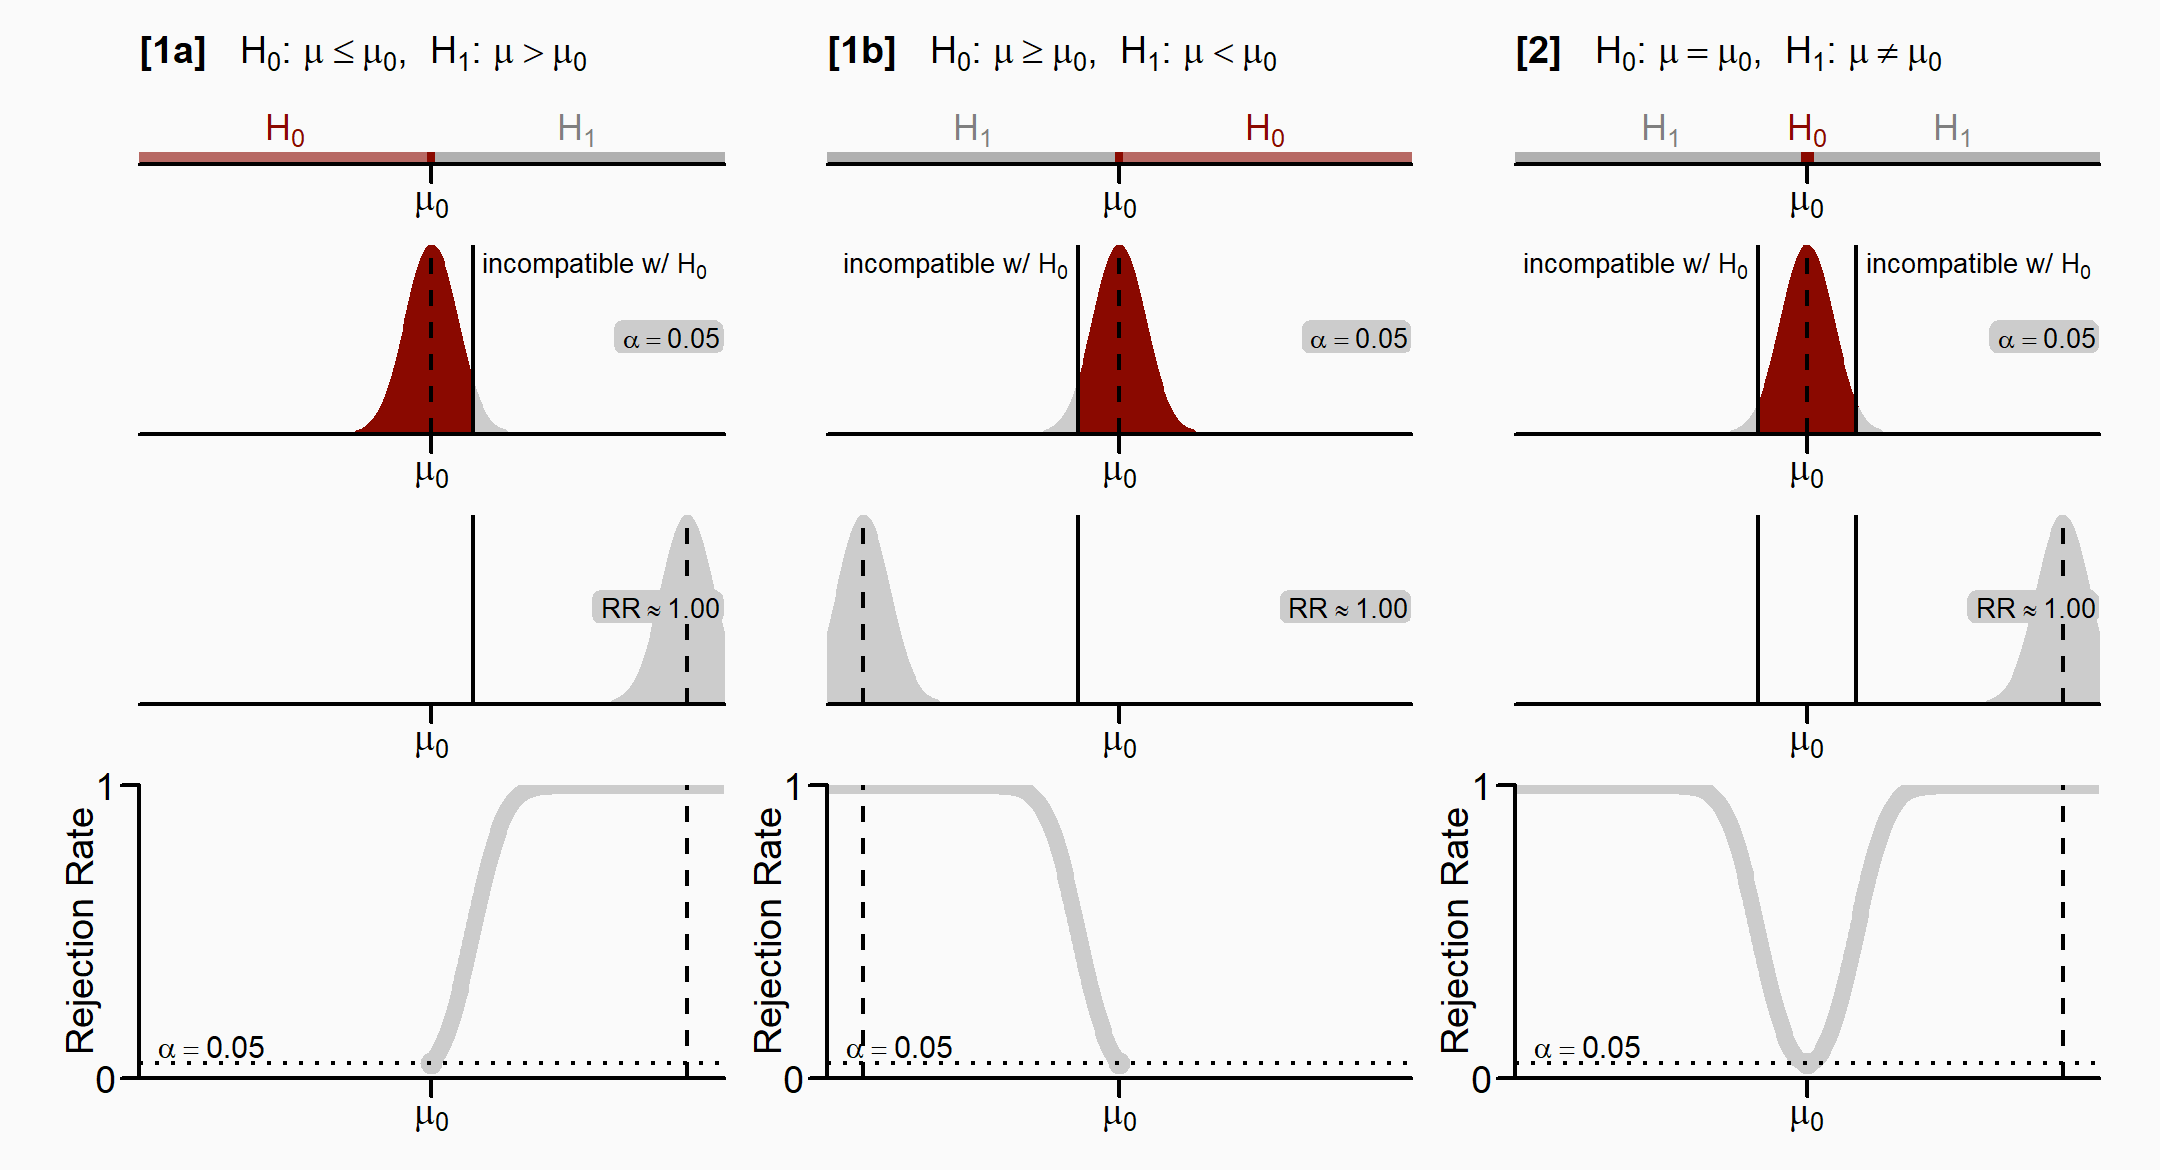 [1a] H₀: μ ≤ μ₀, H₁: μ > μ₀
H₀ H₁
μ₀
incompatible w/ H₀
α = 0.05
μ₀
RR ≈ 1.00
μ₀
1
Rejection Rate
α = 0.05
0
μ₀
[1b] H₀: μ ≥ μ₀, H₁: μ < μ₀
H₁ H₀
μ₀
incompatible w/ H₀
α = 0.05
μ₀
RR ≈ 1.00
μ₀
1
Rejection Rate
α = 0.05
0
μ₀
[2] H₀: μ = μ₀, H₁: μ ≠ μ₀
H₁ H₀ H₁
μ₀
incompatible w/ H₀ incompatible w/ H₀
α = 0.05
μ₀
RR ≈ 1.00
μ₀
1
Rejection Rate
α = 0.05
0
μ₀